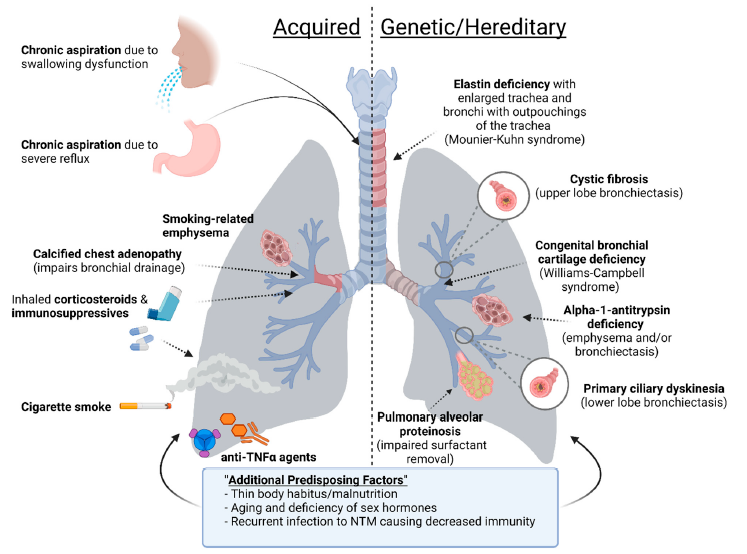 Acquired
Genetic/Hereditary
Chronic aspiration due to
swallowing dysfunction
Chronic aspiration due to
severe reflux
Smoking-related
emphysema
Calcified chest adenopathy
(impairs bronchial drainage)
Inhaled corticosteroids &
immunosuppressives
Cigarette smoke
anti-TNFα agents
Elastin deficiency with
enlarged trachea and
bronchi with outpouchings
of the trachea
(Mounier-Kuhn syndrome)
Cystic fibrosis
(upper lobe bronchiectasis)
Congenital bronchial
cartilage deficiency
(Williams-Campbell
syndrome)
Alpha-1-antitrypsin
deficiency
(emphysema and/or
bronchiectasis)
Primary ciliary dyskinesia
(lower lobe bronchiectasis)
Pulmonary alveolar
proteinosis
(impaired surfactant
removal)
"Additional Predisposing Factors"
- Thin body habitus/malnutrition
- Aging and deficiency of sex hormones
- Recurrent infection to NTM causing decreased immunity